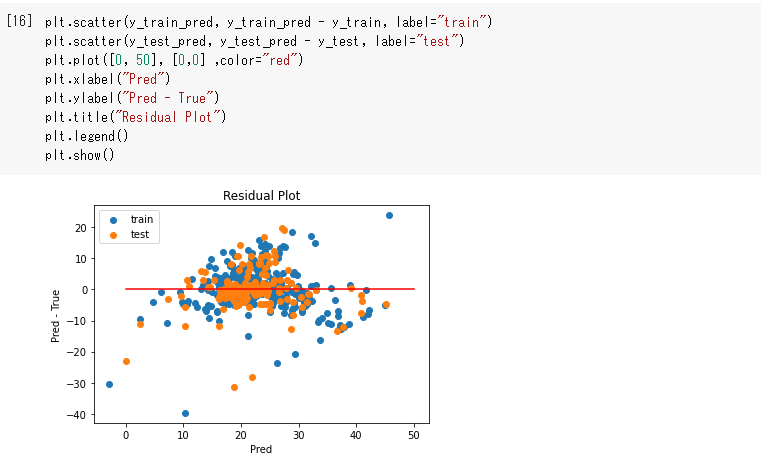 [16] plt.scatter(y_train_pred, y_train_pred - y_train, label="train")
plt.scatter(y_test_pred, y_test_pred - y_test, label="test")
plt.plot([0, 50], [0,0] ,color="red")
plt.xlabel("Pred")
plt.ylabel("Pred - True")
plt.title("Residual Plot")
plt.legend()
plt.show()
Residual Plot
train
test
20
10
0
−10
−20
−30
−40
Pred - True
0 10 20 30 40 50
Pred